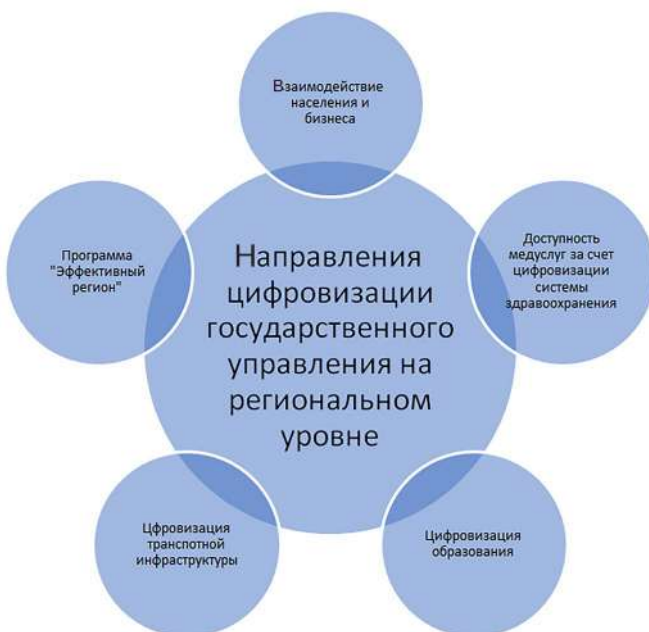 Взаимодействие
населения и
бизнеса
Доступность
медуслуг за счет
цифровизации
системы
здравоохранения
Программа
"Эффективный
регион"
Направления
цифровизации
государственного
управления на
региональном
уровне
Цфровизация
транспотной
инфраструктуры
Цифровизация
образования